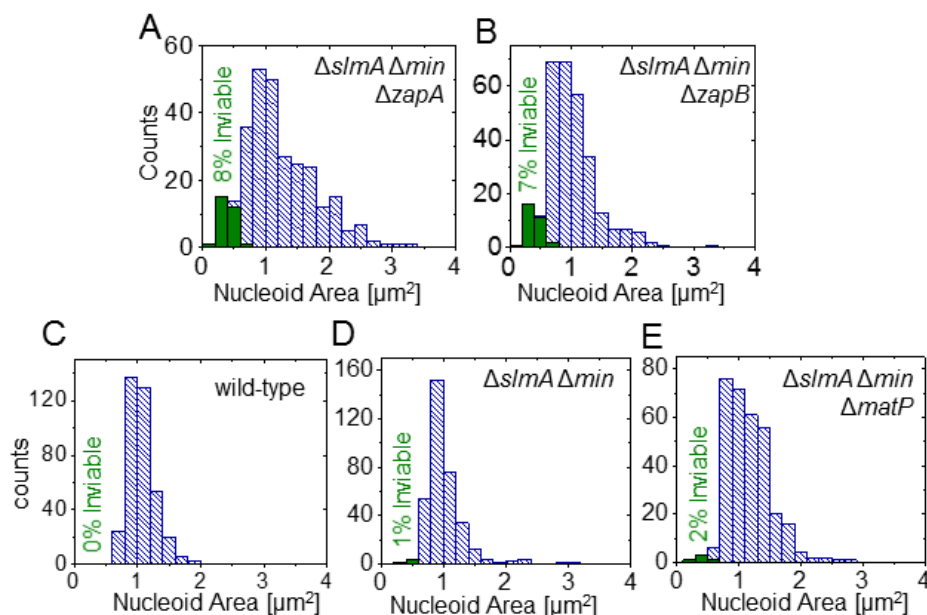 A
60
40
20
0
Counts
8% Inviable
ΔslmA Δmin
ΔzapA
0 1 2 3 4
Nucleoid Area [µm²]
B
60
40
20
0
7% Inviable
ΔslmA Δmin
ΔzapB
0 1 2 3 4
Nucleoid Area [µm²]
C
120
80
40
0
counts
0% Inviable
wild-type
0 1 2 3 4
Nucleoid Area [µm²]
D
160
120
80
40
0
1% Inviable
ΔslmA Δmin
0 1 2 3 4
Nucleoid Area [µm²]
E
80
60
40
20
0
2% Inviable
ΔslmA Δmin
ΔmatP
0 1 2 3 4
Nucleoid Area [µm²]